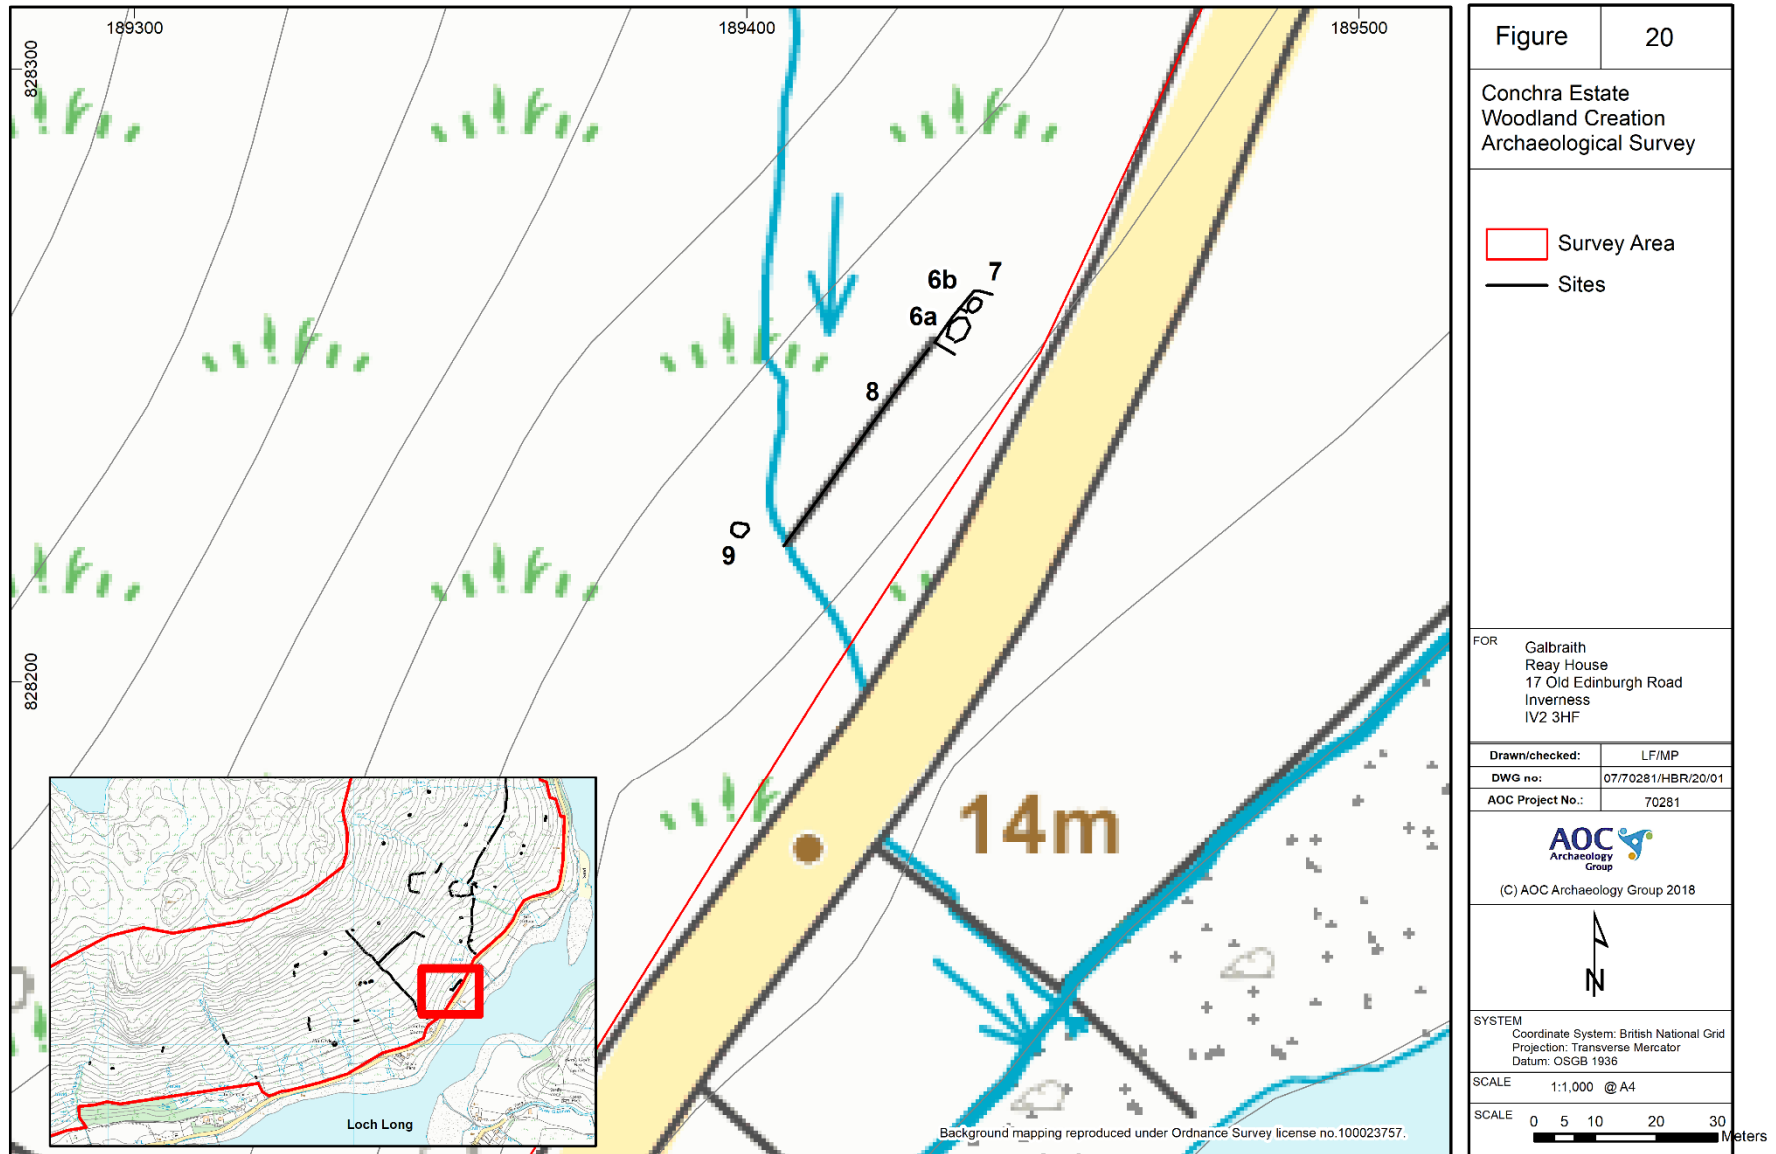 189300
189400
189500
828300
828200
6b
7
6a
8
9
14m
Loch Long
Background mapping reproduced under Ordnance Survey license no.100023757.
Figure
20
Conchra Estate
Woodland Creation
Archaeological Survey
Survey Area
Sites
FOR
Galbraith
Reay House
17 Old Edinburgh Road
Inverness
IV2 3HF
Drawn/checked:
LF/MP
DWG no:
07/70281/HBR/20/01
AOC Project No.:
70281
AOC
Archaeology
Group
(C) AOC Archaeology Group 2018
N
SYSTEM
Coordinate System: British National Grid
Projection: Transverse Mercator
Datum: OSGB 1936
SCALE
1:1,000 @ A4
SCALE
0 5 10 20 30
Meters